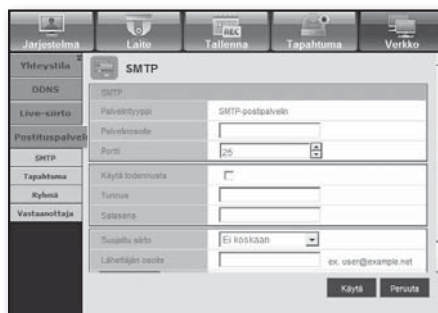 Järjestelmä Laite Tallenna Tapahtuma Verkko
Yhteystila
DDNS
Live-siirto
Postituspalveli
SMTP
Tapahtuma
Ryhmä
Vastaanottaja
SMTP
SMTP
Palvelintyyppi SMTP-postipalvelin
Palvelinosoite
Portti 25
Käytä todennusta
Tunnus
Salasana
Suojattu siirto Ei koskaan
Lähettäjän osoite ex. user@example.net
Käytä Peruuta